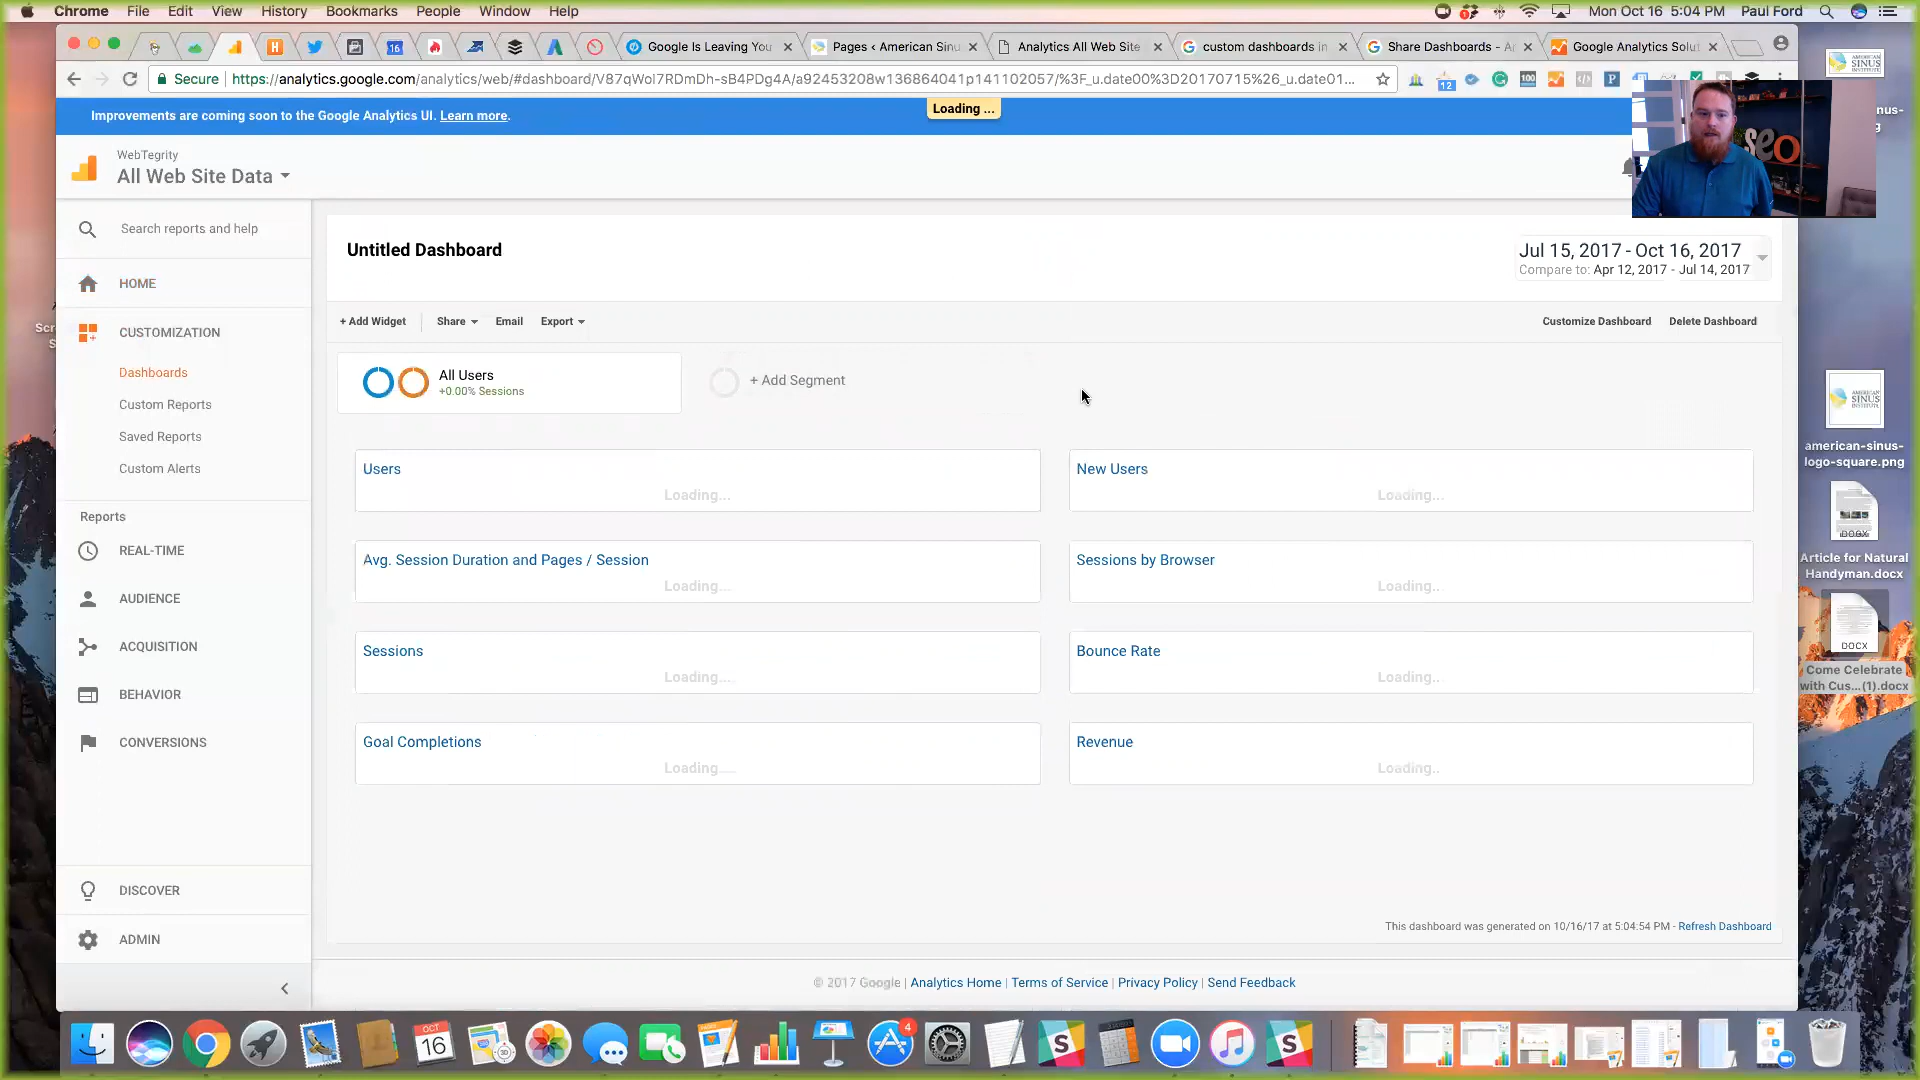 Chrome File Edit View History Bookmarks People Window Help
Mon Oct 16 5:04 PM Paul Ford
Google Is Leaving You
Pages ‹ American Sinu
Analytics All Web Site
custom dashboards in
Share Dashboards - A
Google Analytics Solut
Secure https://analytics.google.com/analytics/web/#dashboard/V87qWol7RDmDh-sB4PDg4A/a92453208w136864041p141102057/%3F_u.date00%3D20170715%26_u.date01...
Improvements are coming soon to the Google Analytics UI. Learn more.
Loading ...
WebTegrity
All Web Site Data
seo
Search reports and help
HOME
CUSTOMIZATION
Dashboards
Custom Reports
Saved Reports
Custom Alerts
Reports
REAL-TIME
AUDIENCE
ACQUISITION
BEHAVIOR
CONVERSIONS
DISCOVER
ADMIN
Untitled Dashboard
Jul 15, 2017 - Oct 16, 2017
Compare to: Apr 12, 2017 - Jul 14, 2017
+ Add Widget Share Email Export
Customize Dashboard Delete Dashboard
All Users
+0.00% Sessions
+ Add Segment
Users
Loading...
New Users
Loading...
Avg. Session Duration and Pages / Session
Loading...
Sessions by Browser
Loading...
Sessions
Loading...
Bounce Rate
Loading...
Goal Completions
Loading...
Revenue
Loading...
This dashboard was generated on 10/16/17 at 5:04:54 PM - Refresh Dashboard
© 2017 Google | Analytics Home | Terms of Service | Privacy Policy | Send Feedback
AMERICAN
SINUS
INSTITUTE
american-sinus-
logo-square.png
DOCX
Article for Natural
Handyman.docx
DOCX
Come Celebrate
with Cus...(1).docx
OCT
16
4